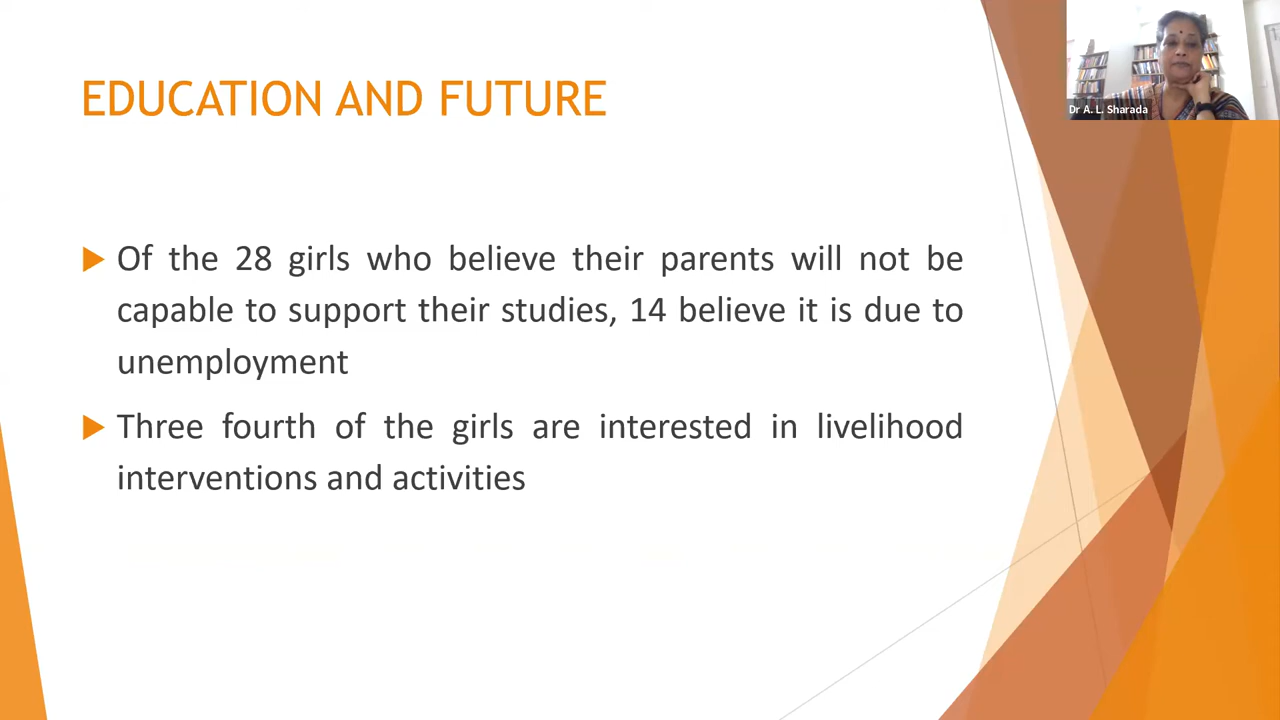 EDUCATION AND FUTURE
Dr A. L. Sharada
Of the 28 girls who believe their parents will not be
capable to support their studies, 14 believe it is due to
unemployment
Three fourth of the girls are interested in livelihood
interventions and activities